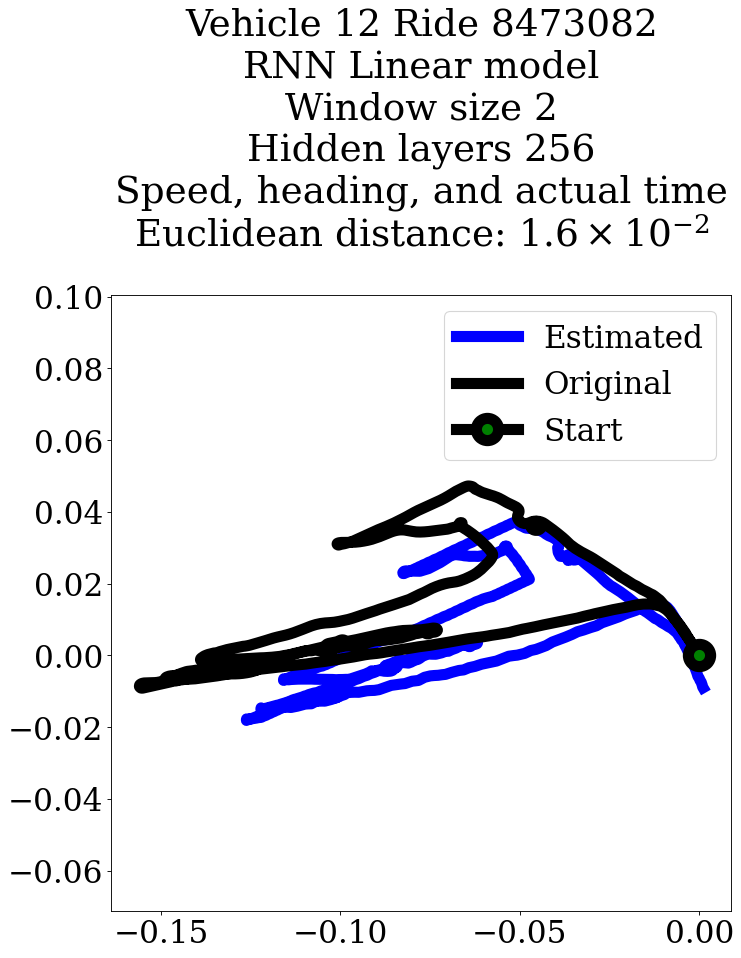 Vehicle 12 Ride 8473082
RNN Linear model
Window size 2
Hidden layers 256
Speed, heading, and actual time
Euclidean distance: 1.6 × 10⁻²
0.10
0.08
0.06
0.04
0.02
0.00
−0.02
−0.04
−0.06
Estimated
Original
Start
−0.15
−0.10
−0.05
0.00